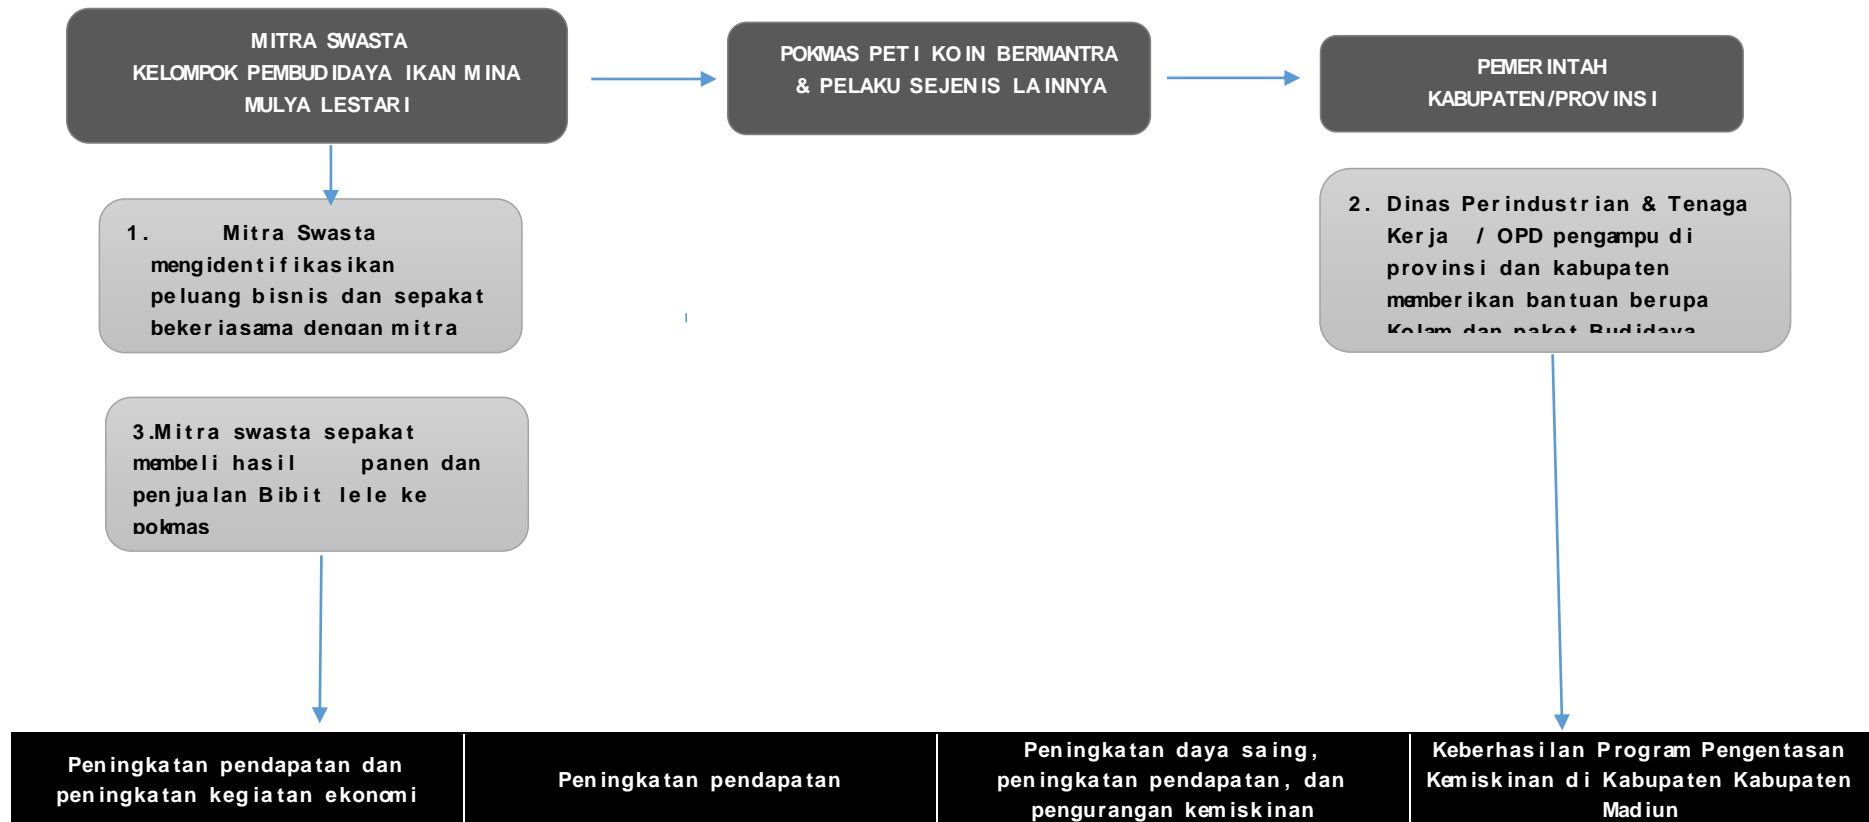 MITRA SWASTA
KELOMPOK PEMBUDIDAYA IKAN MINA
MULYA LESTARI
POKMAS PETI KOIN BERMANTRA
& PELAKU SEJENIS LAINNYA
PEMERINTAH
KABUPATEN/PROVINSI
1. Mitra Swasta
mengidentifikasikan
peluang bisnis dan sepakat
bekerjasama dengan mitra
2. Dinas Perindustrian & Tenaga
Kerja / OPD pengampu di
provinsi dan kabupaten
memberikan bantuan berupa
Kolam dan paket Budidaya
3.Mitra swasta sepakat
membeli hasil panen dan
penjualan Bibit lele ke
pokmas
Peningkatan pendapatan dan
peningkatan kegiatan ekonomi
Peningkatan pendapatan
Peningkatan daya saing,
peningkatan pendapatan, dan
pengurangan kemiskinan
Keberhasilan Program Pengentasan
Kemiskinan di Kabupaten Kabupaten
Madiun